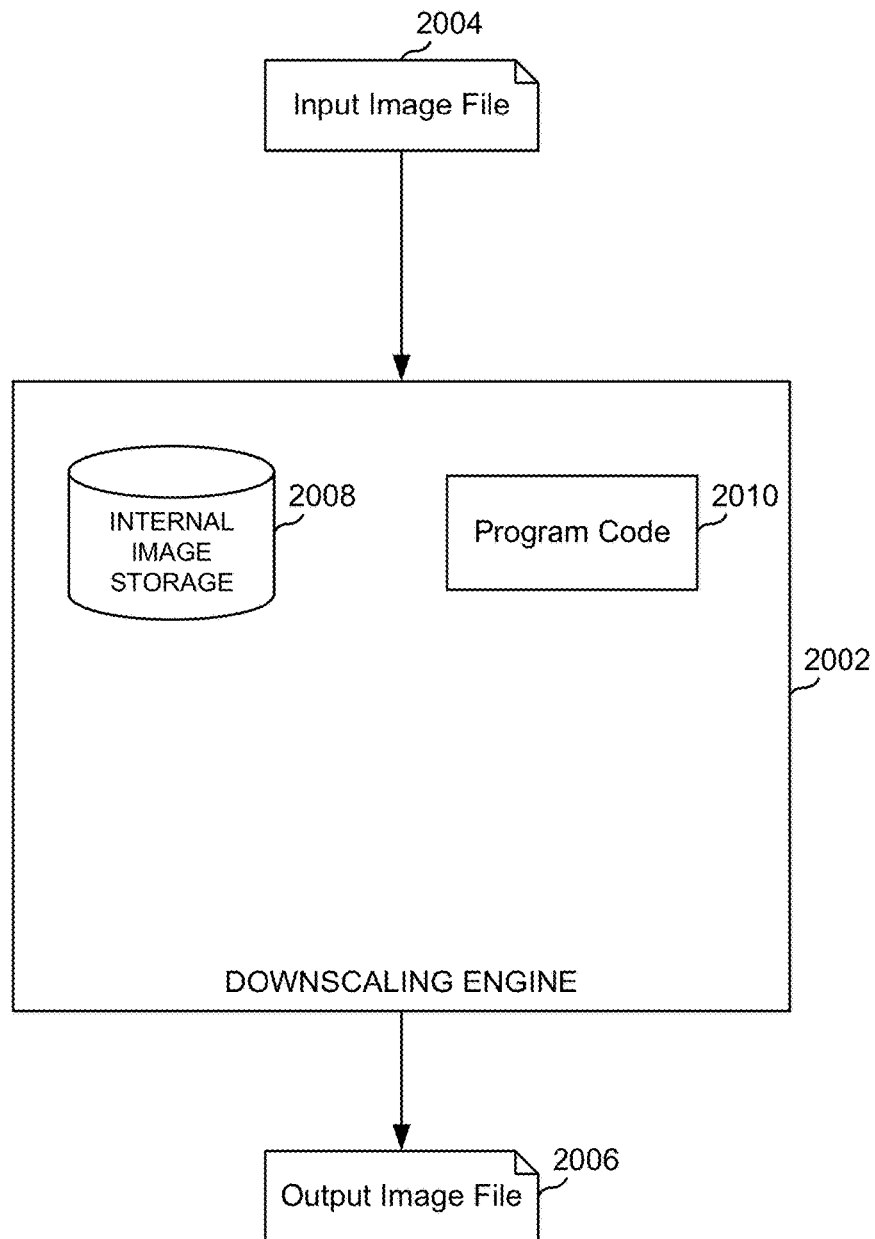 2004
Input Image File
INTERNAL
IMAGE
STORAGE
2008
Program Code
2010
2002
DOWNSCALING ENGINE
2006
Output Image File